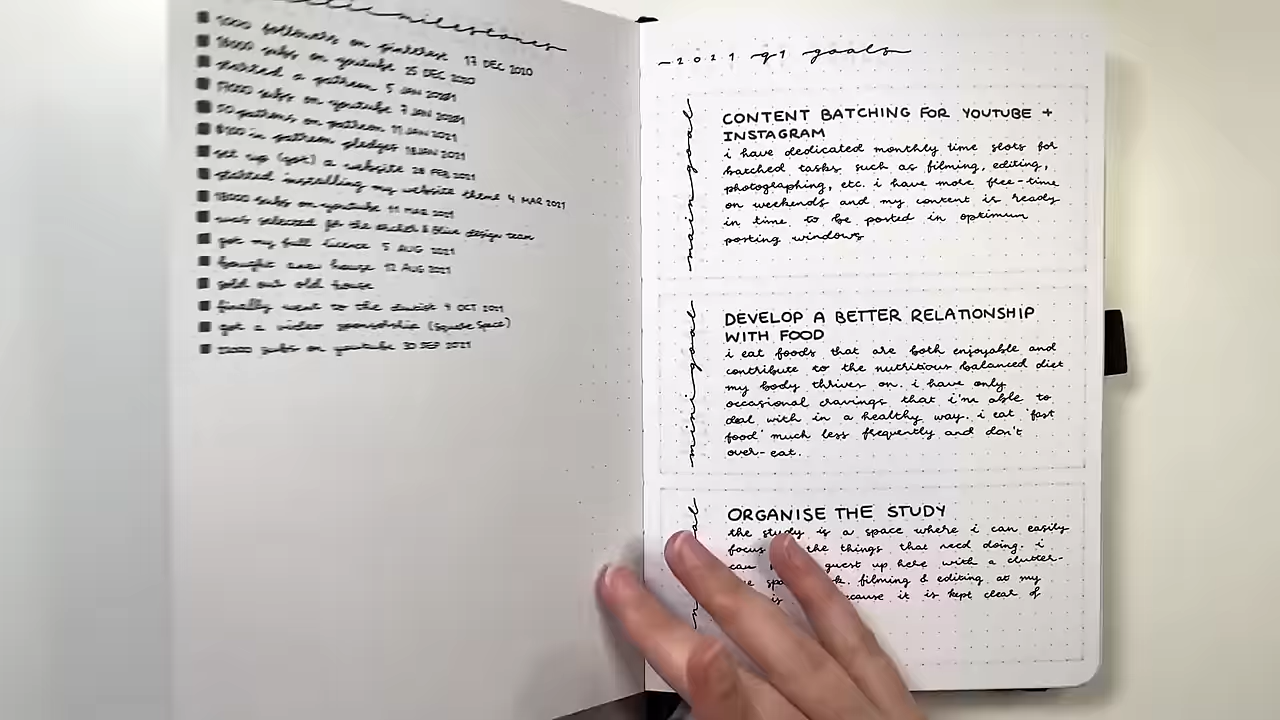 milestones
1000 followers on pinterest 17 DEC 2020
subs on youtube 25 DEC 2020
started a patreon 5 JAN 2021
subs on youtube 7 JAN 2021
50 patrons on patreon 11 JAN 2021
$100 in patreon pledges 18 JAN 2021
set up (got) a website 28 FEB 2021
started installing my website theme 4 MAR 2021
subs on youtube 11 MAR 2021
was selected for the archer & olive design team
got my full licence 5 AUG 2021
bought new house 12 AUG 2021
sold our old house
finally went to the dentist 4 OCT 2021
got a video sponsorship (SquareSpace)
subs on youtube 30 SEP 2021
2021 q1 goals
main goal
CONTENT BATCHING FOR YOUTUBE +
INSTAGRAM
i have dedicated monthly time slots for
batched tasks such as filming, editing,
photographing, etc. i have more free-time
on weekends and my content is ready
in time to be posted in optimum
posting windows
mini goal
DEVELOP A BETTER RELATIONSHIP
WITH FOOD
i eat foods that are both enjoyable and
contribute to the nutritious balanced diet
my body thrives on. i have only
occasional cravings that i'm able to
deal with in a healthy way. i eat 'fast
food' much less frequently and don't
over-eat.
ORGANISE THE STUDY
the study is a space where i can easily
focus the things that need doing. i
can guest up here with a clutter-
filming & editing at my
is because it is kept clear of